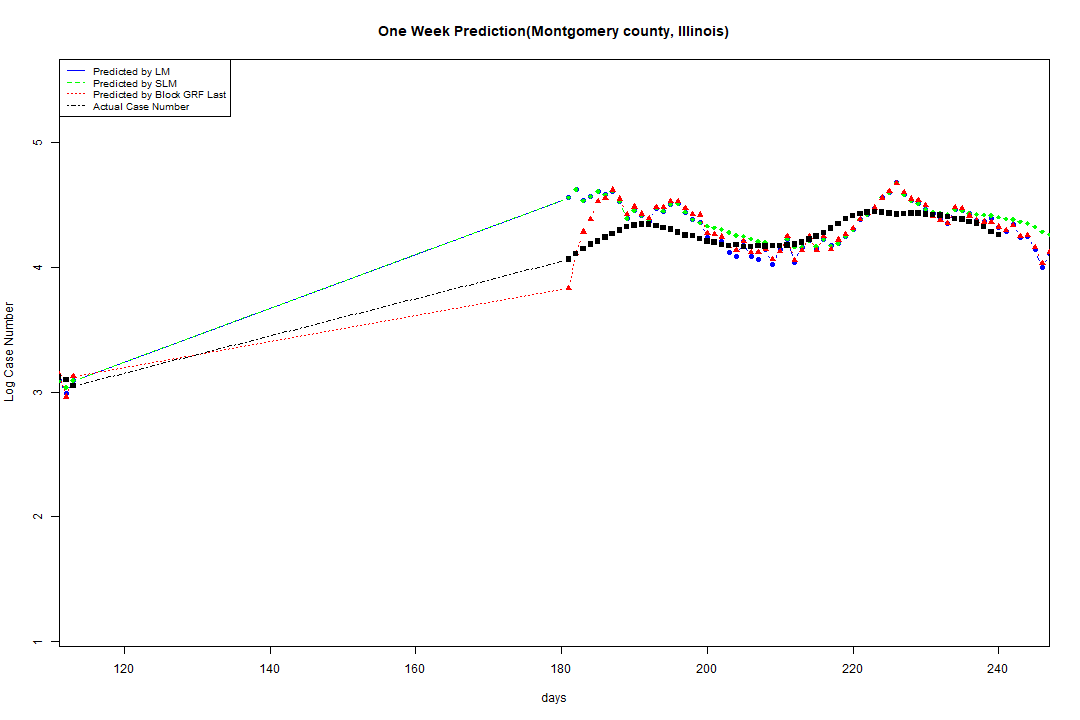 One Week Prediction(Montgomery county, Illinois)
Predicted by LM
Predicted by SLM
Predicted by Block GRF Last
Actual Case Number
5
4
3
2
1
Log Case Number
120 140 160 180 200 220 240
days